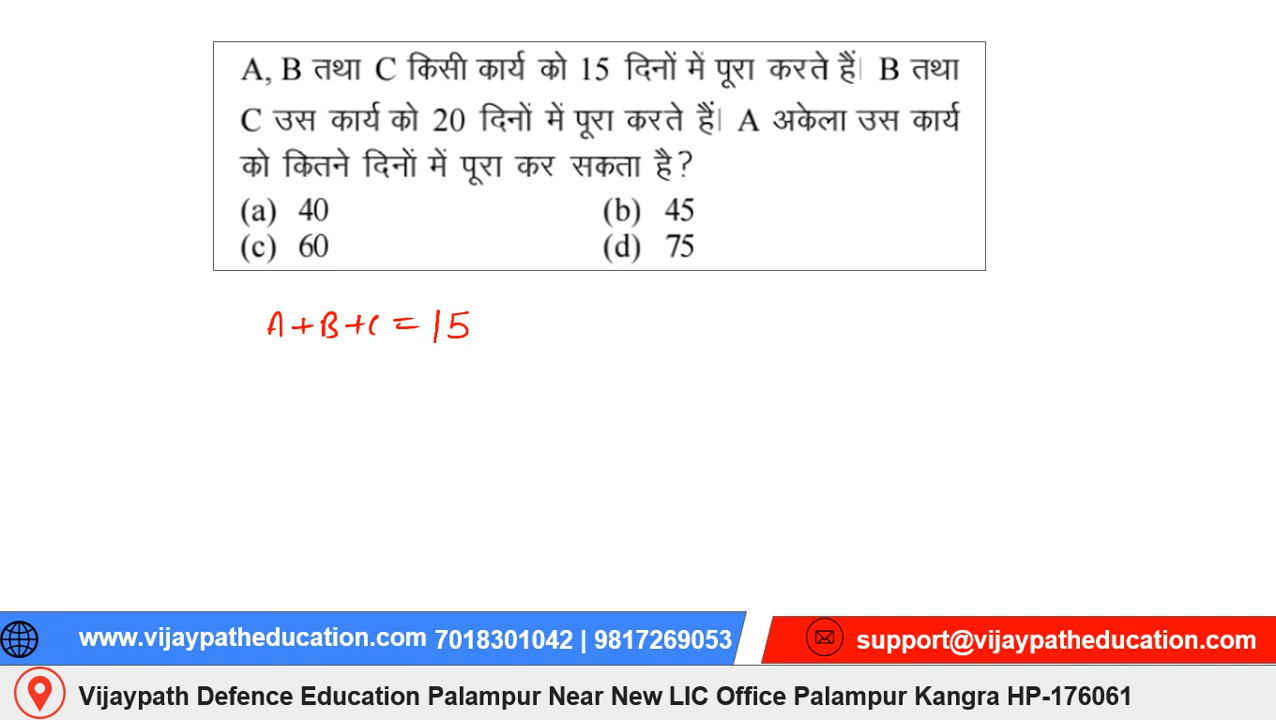 A, B तथा C किसी कार्य को 15 दिनों में पूरा करते हैं। B तथा
C उस कार्य को 20 दिनों में पूरा करते हैं। A अकेला उस कार्य
को कितने दिनों में पूरा कर सकता है?
(a) 40 (b) 45
(c) 60 (d) 75
A+B+C = 15
www.vijaypatheducation.com 7018301042 | 9817269053 support@vijaypatheducation.com
Vijaypath Defence Education Palampur Near New LIC Office Palampur Kangra HP-176061